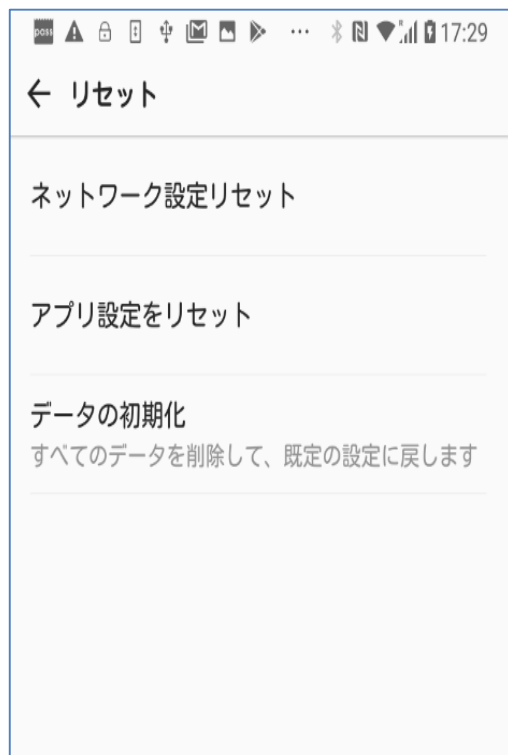 poss 17:29
リセット
ネットワーク設定リセット
アプリ設定をリセット
データの初期化
すべてのデータを削除して、既定の設定に戻します